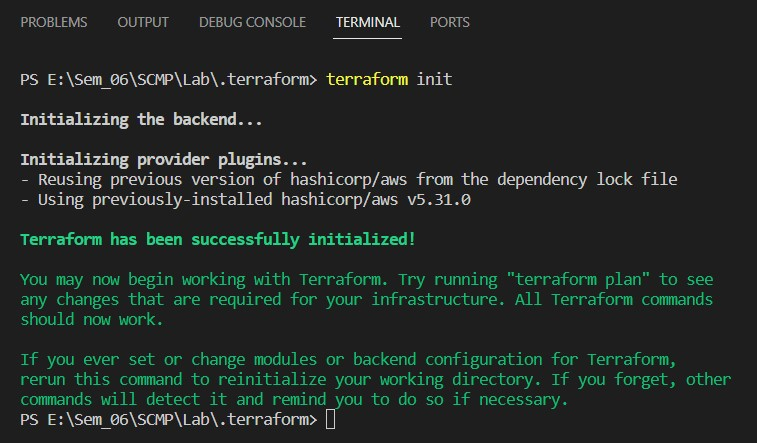 PROBLEMS OUTPUT DEBUG CONSOLE TERMINAL PORTS
PS E:\Sem_06\SCMP\Lab\.terraform> terraform init
Initializing the backend...
Initializing provider plugins...
- Reusing previous version of hashicorp/aws from the dependency lock file
- Using previously-installed hashicorp/aws v5.31.0
Terraform has been successfully initialized!
You may now begin working with Terraform. Try running "terraform plan" to see
any changes that are required for your infrastructure. All Terraform commands
should now work.
If you ever set or change modules or backend configuration for Terraform,
rerun this command to reinitialize your working directory. If you forget, other
commands will detect it and remind you to do so if necessary.
PS E:\Sem_06\SCMP\Lab\.terraform>